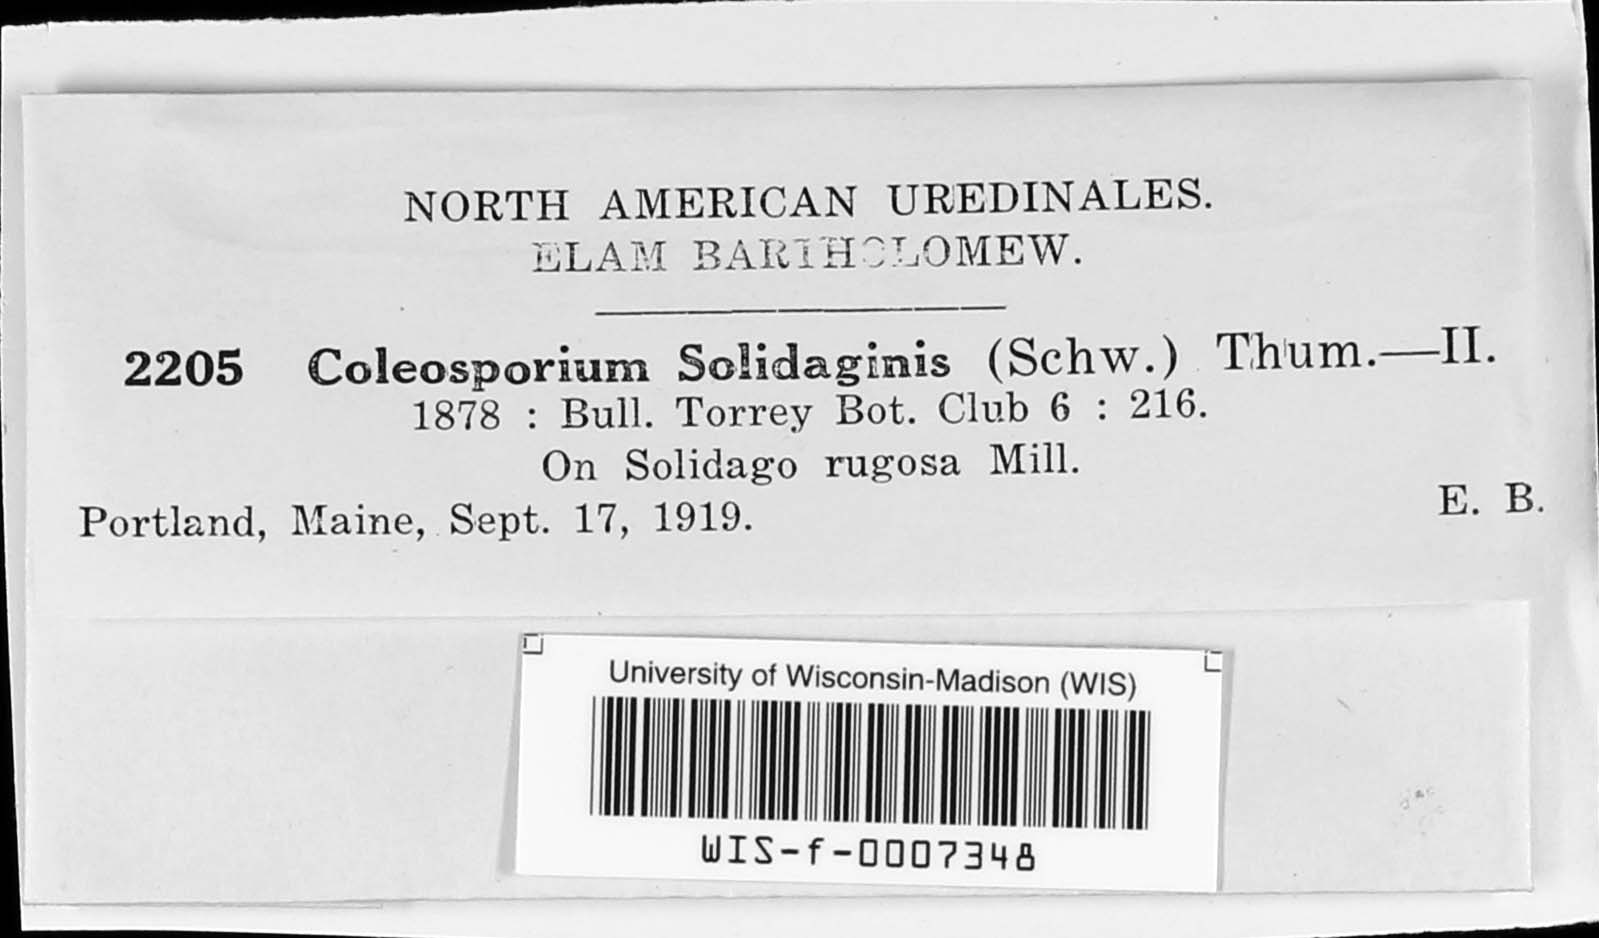 NORTH AMERICAN UREDINALES.
ELAM BARTHOLOMEW.
2205 Coleosporium Solidaginis (Schw.) Thum.—II.
1878 : Bull. Torrey Bot. Club 6 : 216.
On Solidago rugosa Mill.
Portland, Maine, Sept. 17, 1919. E. B.
University of Wisconsin-Madison (WIS)
WIS-f-0007348